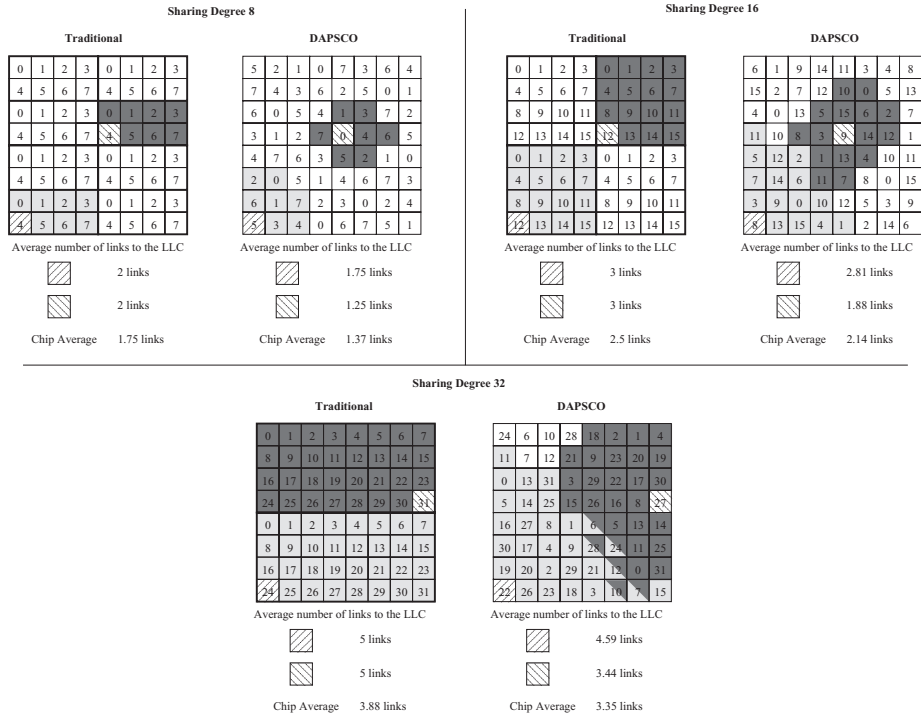 Sharing Degree 8
Traditional
0 1 2 3 0 1 2 3
4 5 6 7 4 5 6 7
0 1 2 3 0 1 2 3
4 5 6 7 4 5 6 7
0 1 2 3 0 1 2 3
4 5 6 7 4 5 6 7
0 1 2 3 0 1 2 3
4 5 6 7 4 5 6 7
Average number of links to the LLC
2 links
2 links
Chip Average 1.75 links
DAPSCO
5 2 1 0 7 3 6 4
7 4 3 6 2 5 0 1
6 0 5 4 1 3 7 2
3 1 2 7 0 4 6 5
4 7 6 3 5 2 1 0
2 0 5 1 4 6 7 3
6 1 7 2 3 0 2 4
5 3 4 0 6 7 5 1
Average number of links to the LLC
1.75 links
1.25 links
1.37 links
Sharing Degree 16
Traditional
0 1 2 3 0 1 2 3
4 5 6 7 4 5 6 7
8 9 10 11 8 9 10 11
12 13 14 15 12 13 14 15
0 1 2 3 0 1 2 3
4 5 6 7 4 5 6 7
8 9 10 11 8 9 10 11
12 13 14 15 12 13 14 15
Average number of links to the LLC
3 links
3 links
Chip Average 2.5 links
DAPSCO
6 1 9 14 11 3 4 8
15 2 7 12 10 0 5 13
4 0 13 5 15 6 2 7
11 10 8 3 9 14 12 1
5 12 2 1 13 4 10 11
7 14 6 11 7 8 0 15
3 9 0 10 12 5 3 9
8 13 15 4 1 2 14 6
Average number of links to the LLC
2.81 links
1.88 links
2.14 links
Sharing Degree 32
Traditional
0 1 2 3 4 5 6 7
8 9 10 11 12 13 14 15
16 17 18 19 20 21 22 23
24 25 26 27 28 29 30 31
0 1 2 3 4 5 6 7
8 9 10 11 12 13 14 15
16 17 18 19 20 21 22 23
24 25 26 27 28 29 30 31
Average number of links to the LLC
5 links
5 links
Chip Average 3.88 links
DAPSCO
24 6 10 28 18 2 1 4
11 7 12 21 9 23 20 19
0 13 31 3 29 22 17 30
5 14 25 15 26 16 8 27
16 27 8 1 6 5 13 14
30 17 4 9 28 24 11 25
19 20 2 29 21 12 0 31
22 26 23 18 3 10 7 15
Average number of links to the LLC
4.59 links
3.44 links
Chip Average 3.35 links